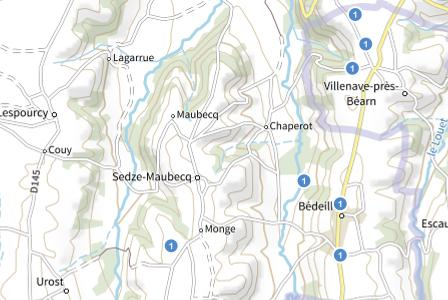 1
1
1
Lagarrue
Villenave-près-
Béarn
Lespourcy
Maubecq
Chaperot
le Louet
Couy
D145
Sedze-Maubecq
1
Bédeill
1
Monge
1
1
Urost